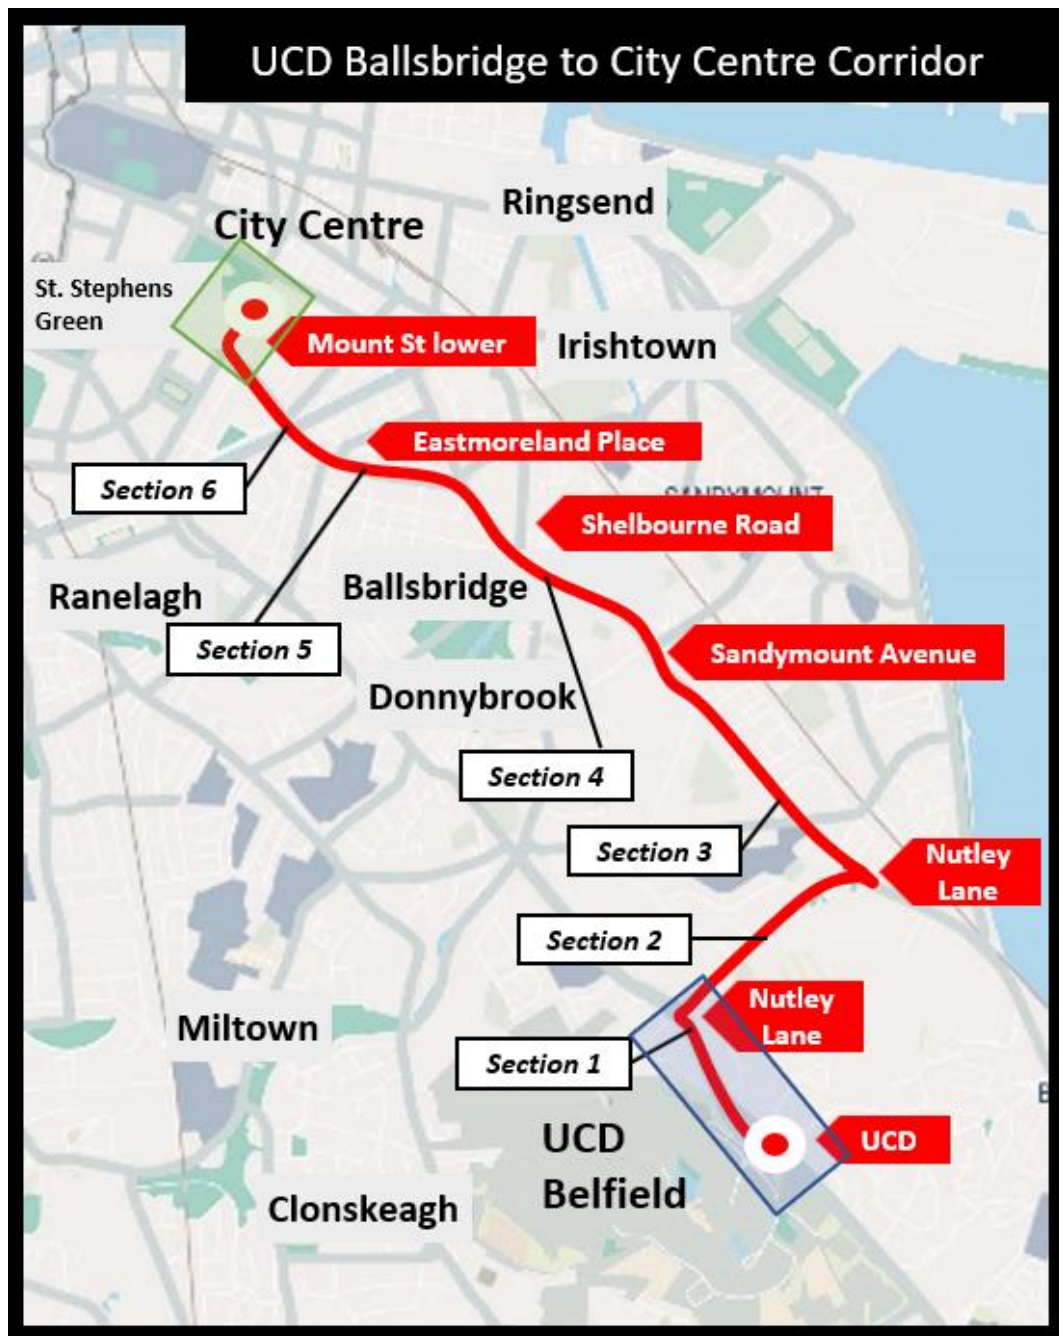 UCD Ballsbridge to City Centre Corridor
Ringsend
City Centre
St. Stephens
Green
Mount St lower
Irishtown
Eastmoreland Place
Section 6
SANDYMOUNT
Shelbourne Road
Ranelagh
Ballsbridge
Section 5
Sandymount Avenue
Donnybrook
Section 4
Section 3
Nutley
Lane
Section 2
Nutley
Lane
Miltown
Section 1
UCD
UCD
Belfield
Clonskeagh